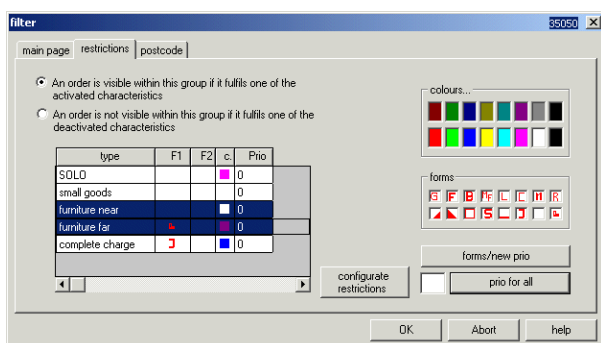 filter 35050
main page restrictions postcode
An order is visible within this group if it fulfils one of the
activated characteristics
An order is not visible within this group if it fulfils one of the
deactivated characteristics
colours...
type F1 F2 c. Prio
SOLO 0
small goods 0
furniture near 0
furniture far 0
complete charge 0
forms
forms/new prio
configurate
restrictions
prio for all
OK Abort help